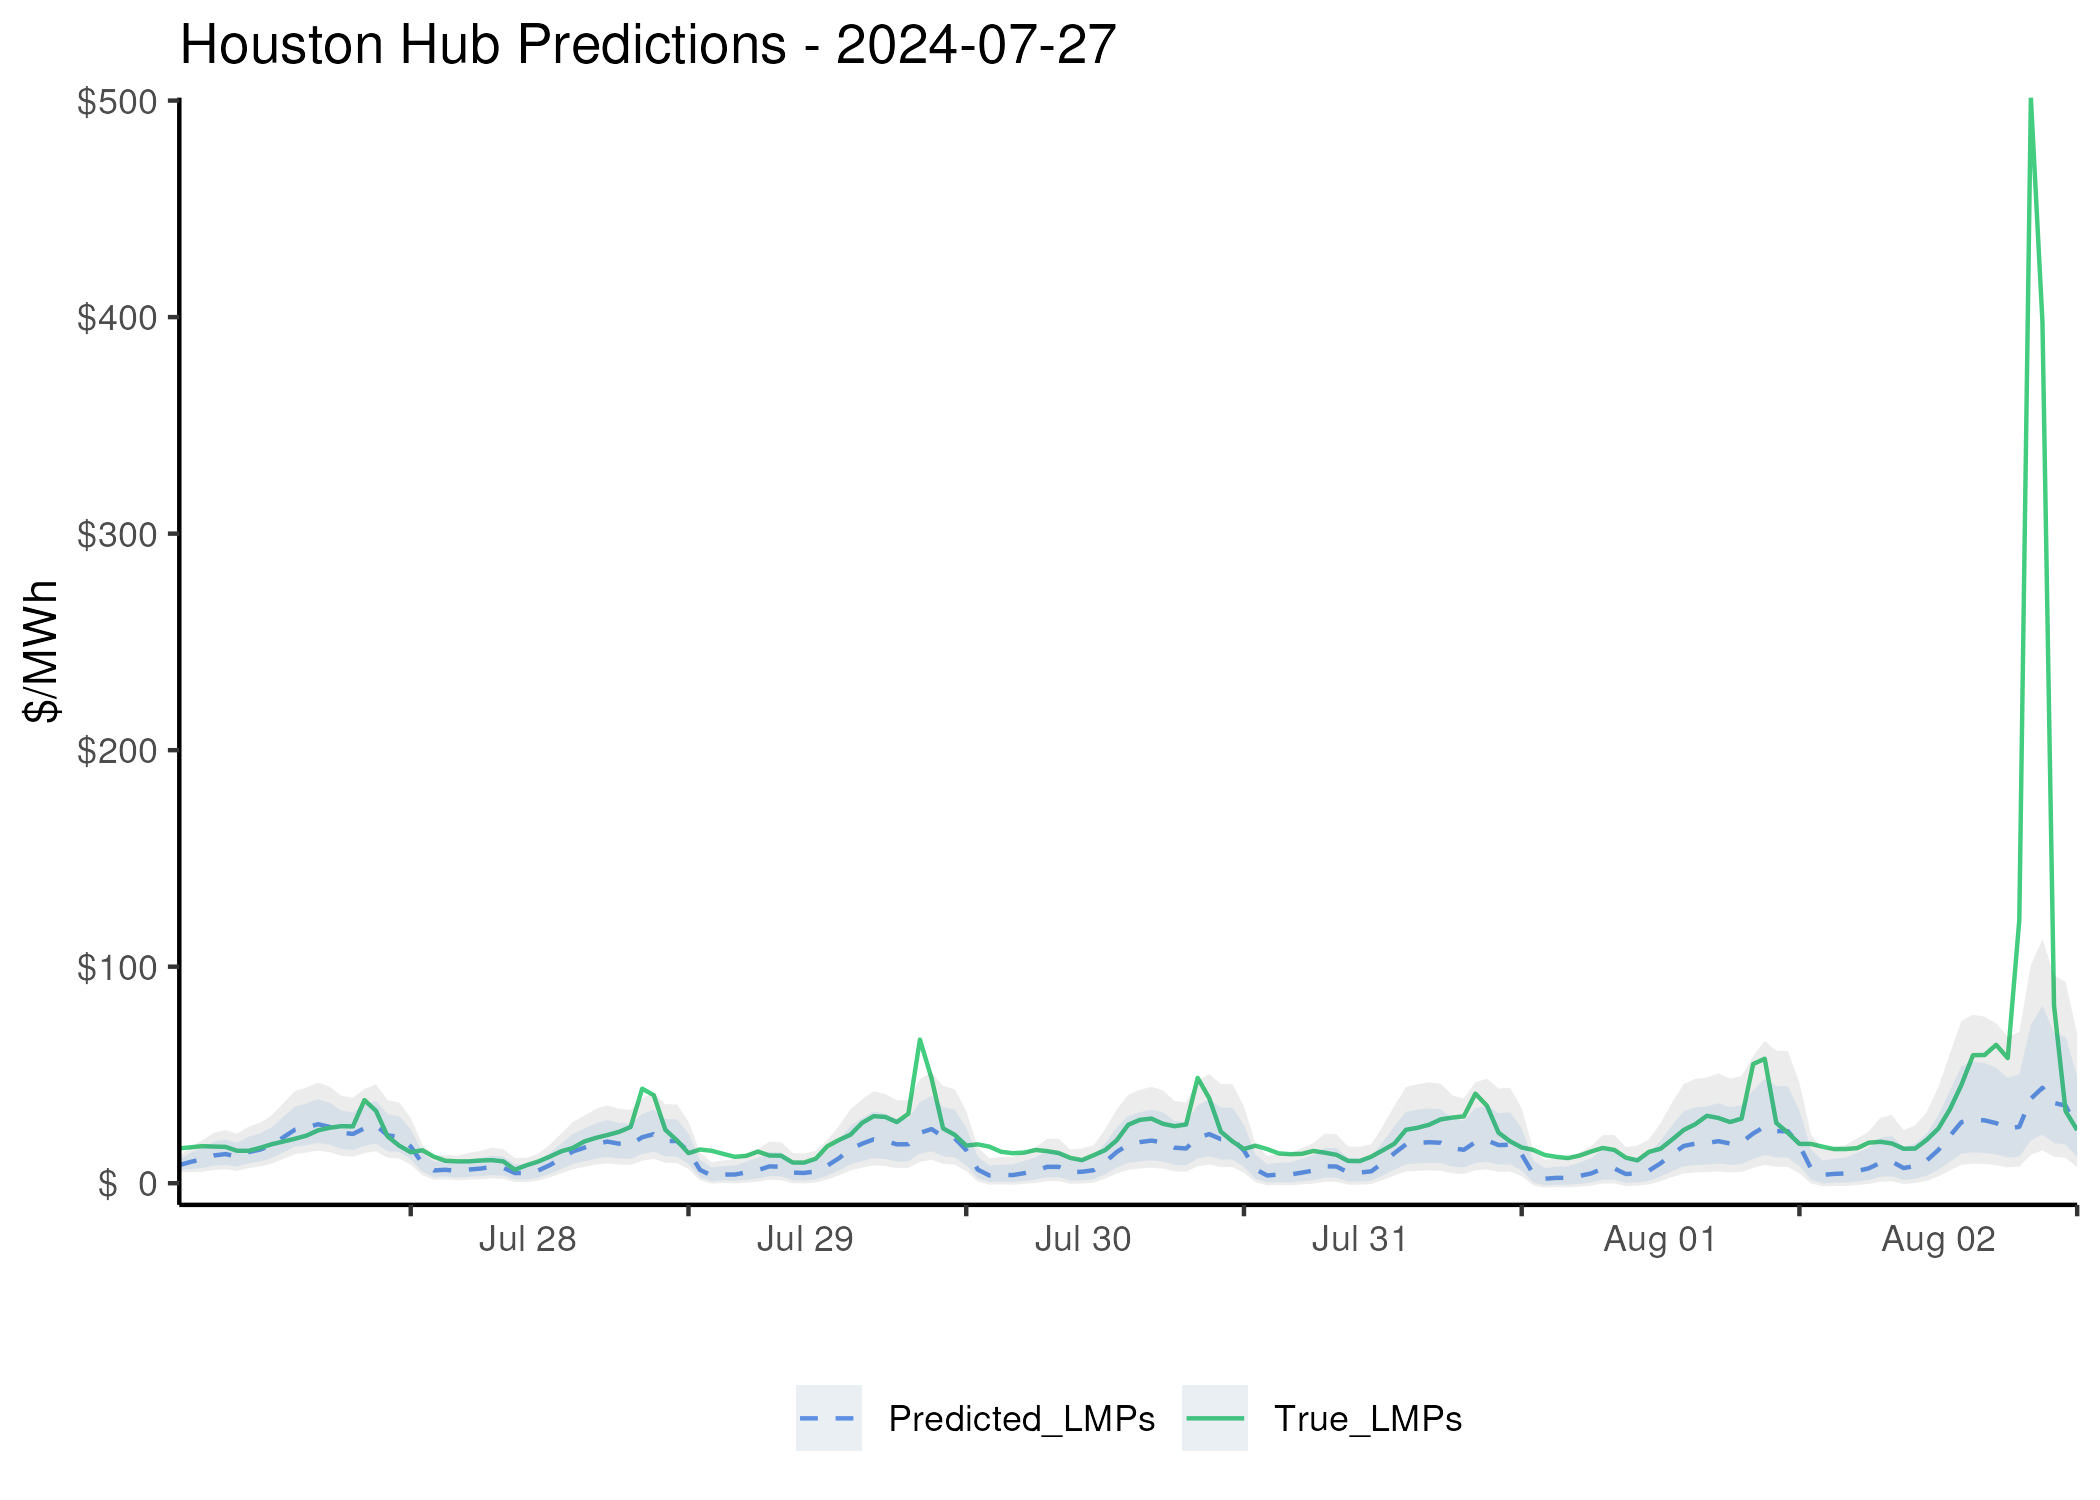 Houston Hub Predictions - 2024-07-27
$500
$400
$300
$200
$100
$ 0
$/MWh
Jul 28 Jul 29 Jul 30 Jul 31 Aug 01 Aug 02
Predicted_LMPs True_LMPs